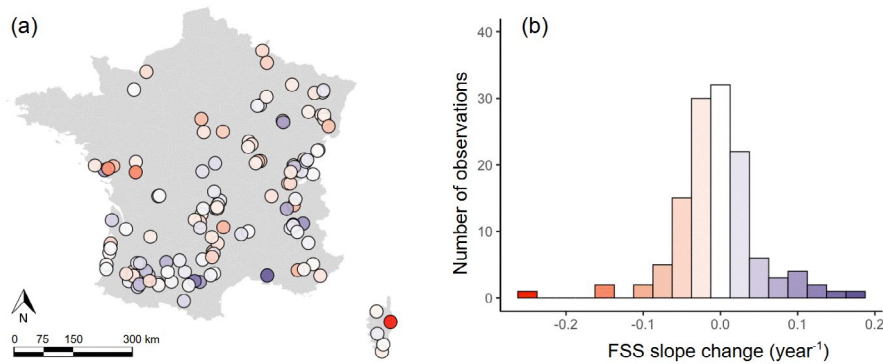 (a)
N
0 75 150 300 km
(b)
Number of observations
40
30
20
10
0
-0.2 -0.1 0.0 0.1 0.2
FSS slope change (year-1)